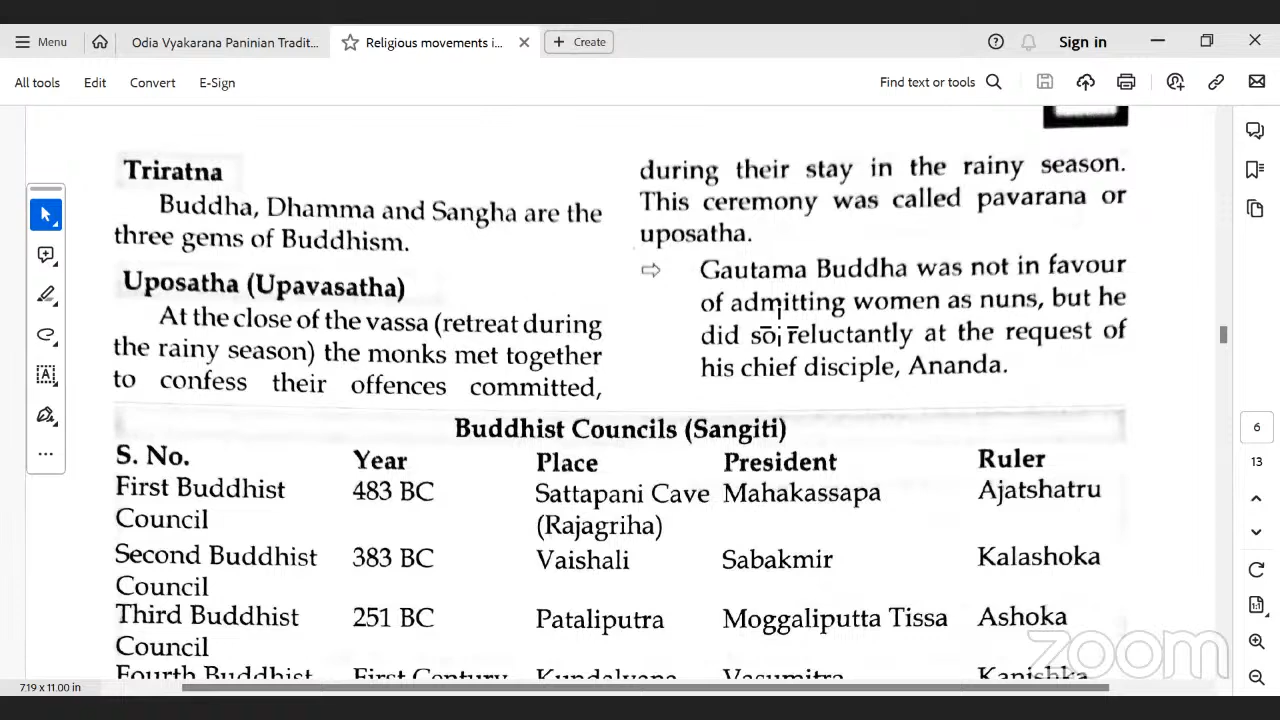 Menu
Odia Vyakarana Paninian Tradit...
Religious movements i...
Create
Sign in
All tools
Edit
Convert
E-Sign
Find text or tools
Triratna
Buddha, Dhamma and Sangha are the
three gems of Buddhism.
Uposatha (Upavasatha)
At the close of the vassa (retreat during
the rainy season) the monks met together
to confess their offences committed,
during their stay in the rainy season.
This ceremony was called pavarana or
uposatha.
⇨ Gautama Buddha was not in favour
of admitting women as nuns, but he
did so reluctantly at the request of
his chief disciple, Ananda.
Buddhist Councils (Sangiti)
S. No. Year Place President Ruler
First Buddhist 483 BC Sattapani Cave Mahakassapa Ajatshatru
Council (Rajagriha)
Second Buddhist 383 BC Vaishali Sabakmir Kalashoka
Council
Third Buddhist 251 BC Pataliputra Moggaliputta Tissa Ashoka
Council
Fourth Buddhist First Century Kundalvana Vasumitra Kanishka
6
13
7.19 x 11.00 in
zoom